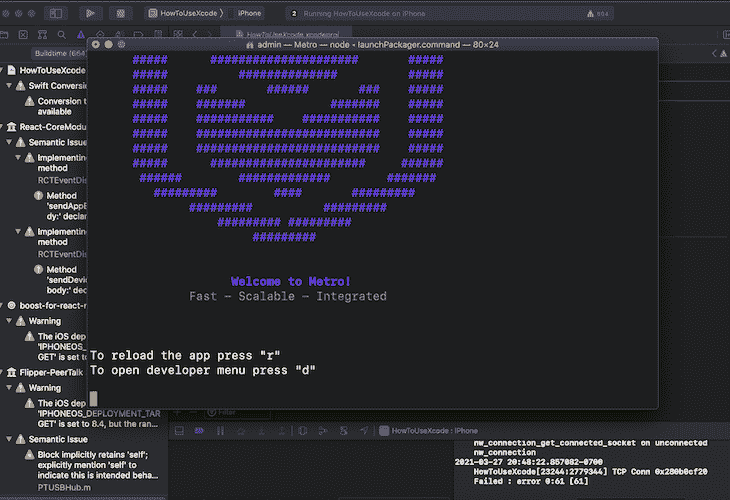 HowToUseXcode
iPhone
2
Running HowToUseXcode on iPhone
594
HowToUseXcode.xcodeproj
Buildtime (664)
admin — Metro — node ◂ launchPackager.command — 80×24
HowToUseXcode
Swift Conversion
Conversion t
available
React-CoreModu
Semantic Issue
Implementing
method
RCTEventDis
Method
'sendAppE
dy:' declar
Implementing
method
RCTEventDis
Method
'sendDevic
body:' decl
boost-for-react-n
Warning
The iOS dep
'IPHONEOS_
GET' is set to
Flipper-PeerTalk
Warning
The iOS dep
'IPHONEOS_DEPLOYMENT_TAR
GET' is set to 8.4, but the ran...
Semantic Issue
Block implicitly retains 'self';
explicitly mention 'self' to
indicate this is intended beha...
PTUSBHub.m
Welcome to Metro!
Fast - Scalable - Integrated
To reload the app press "r"
To open developer menu press "d"
Filter
HowToUseXcode : iPhone
nw_connection_get_connected_socket on unconnected
nw_connection
2021-03-27 20:48:22.857082-0700
HowToUseXcode[23244:2779344] TCP Conn 0x280b0cf20
Failed : error 0:61 [61]